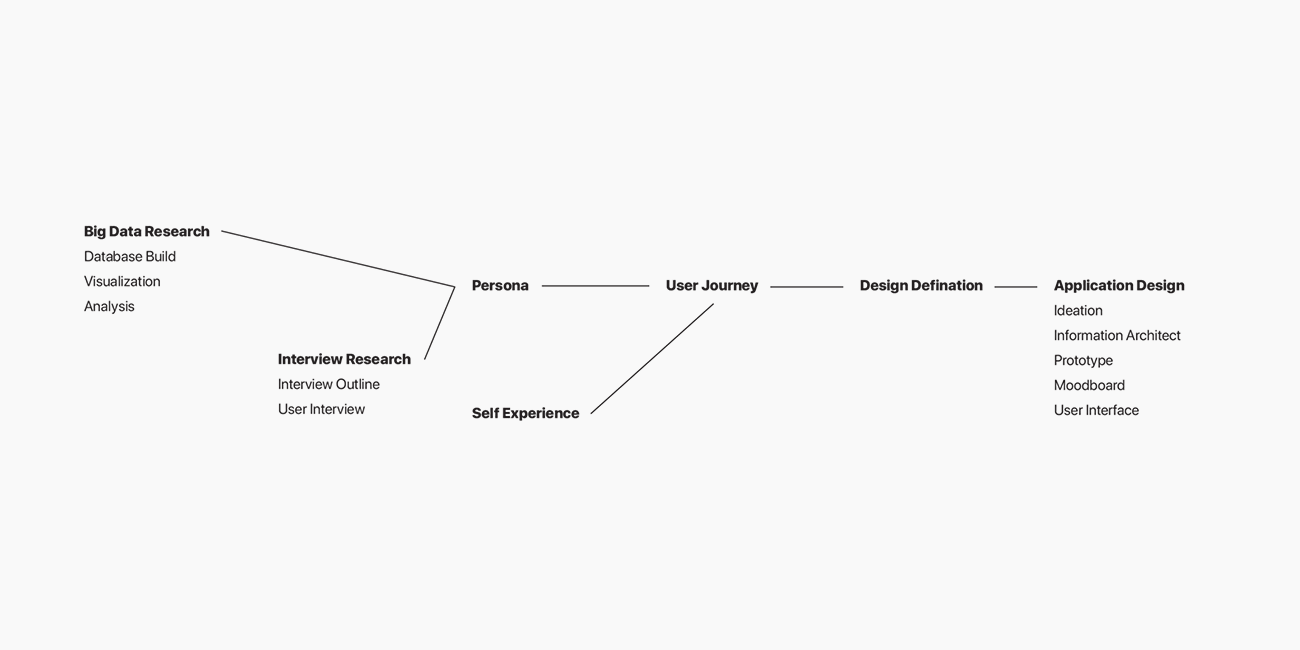 Big Data Research
Database Build
Visualization
Analysis
Interview Research
Interview Outline
User Interview
Persona
Self Experience
User Journey
Design Defination
Application Design
Ideation
Information Architect
Prototype
Moodboard
User Interface